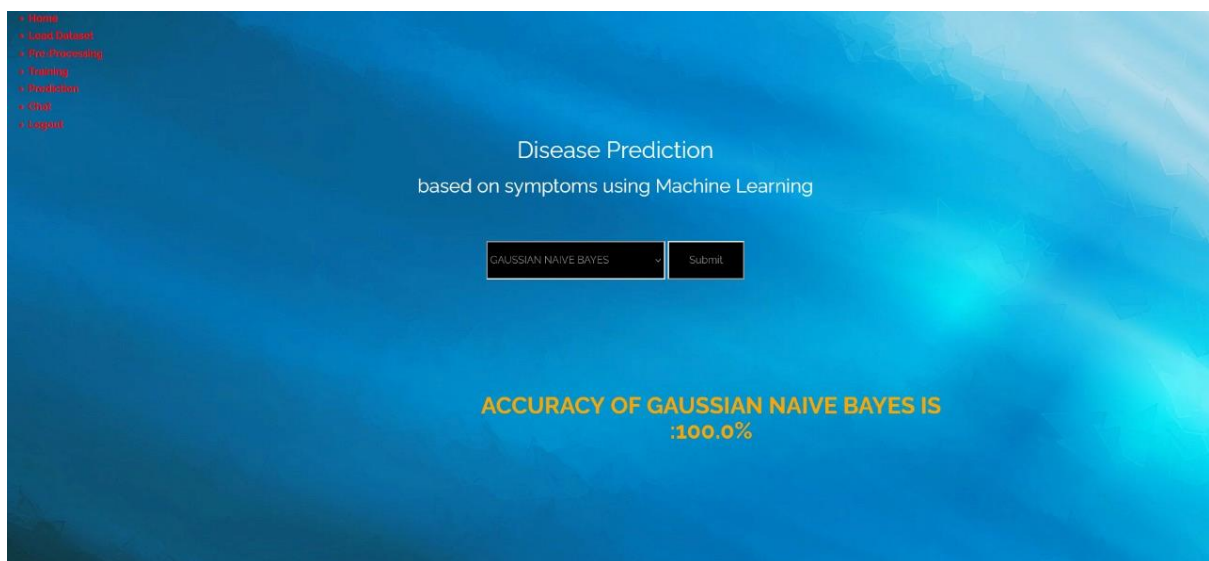 Home
Load Dataset
Pre-Processing
Training
Prediction
Chat
Logout
Disease Prediction
based on symptoms using Machine Learning
GAUSSIAN NAIVE BAYES
Submit
ACCURACY OF GAUSSIAN NAIVE BAYES IS
:100.0%